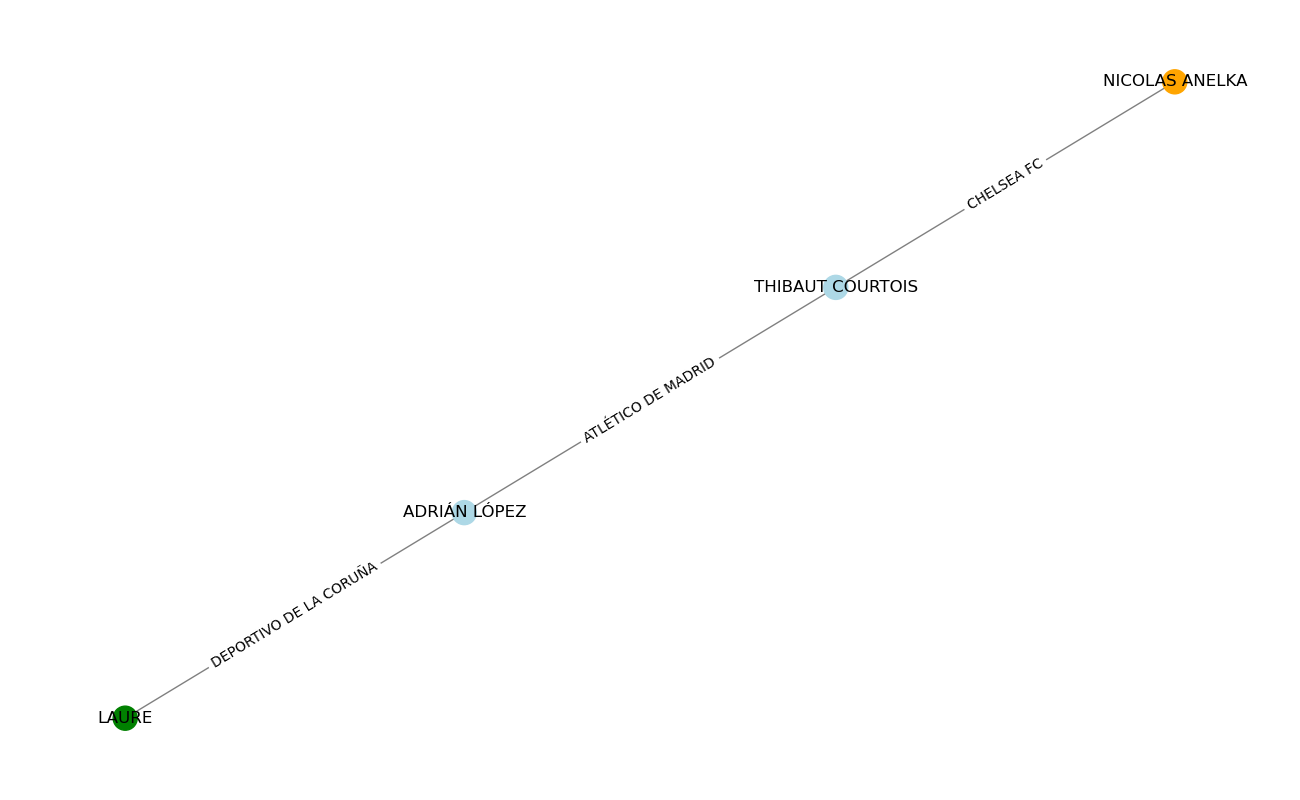 NICOLAS ANELKA
CHELSEA FC
THIBAUT COURTOIS
ATLÉTICO DE MADRID
ADRIÁN LÓPEZ
DEPORTIVO DE LA CORUÑA
LAURE